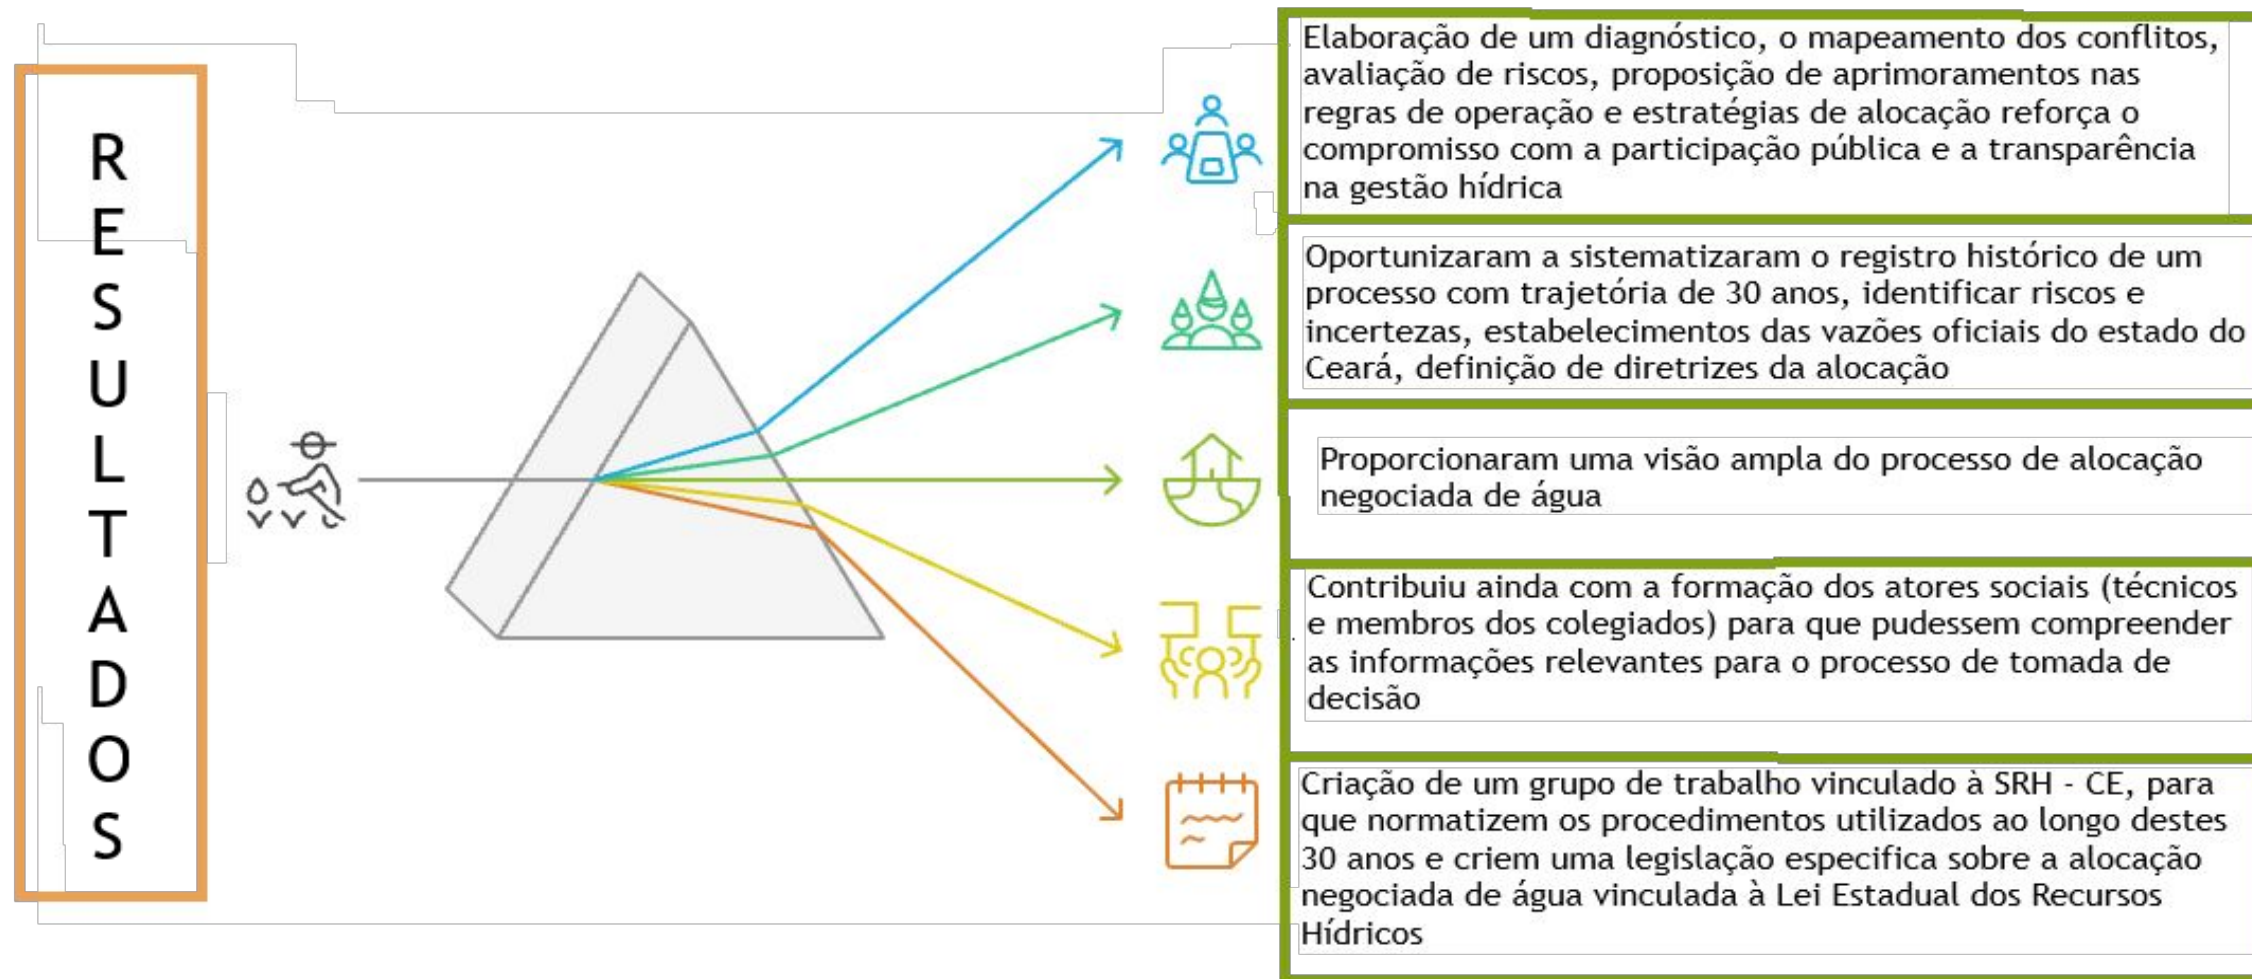 RESULTADOS
Elaboração de um diagnóstico, o mapeamento dos conflitos,
avaliação de riscos, proposição de aprimoramentos nas
regras de operação e estratégias de alocação reforça o
compromisso com a participação pública e a transparência
na gestão hídrica
Oportunizaram a sistematizaram o registro histórico de um
processo com trajetória de 30 anos, identificar riscos e
incertezas, estabelecimentos das vazões oficiais do estado do
Ceará, definição de diretrizes da alocação
Proporcionaram uma visão ampla do processo de alocação
negociada de água
Contribuiu ainda com a formação dos atores sociais (técnicos
e membros dos colegiados) para que pudessem compreender
as informações relevantes para o processo de tomada de
decisão
Criação de um grupo de trabalho vinculado à SRH - CE, para
que normatizem os procedimentos utilizados ao longo destes
30 anos e criem uma legislação especifica sobre a alocação
negociada de água vinculada à Lei Estadual dos Recursos
Hídricos